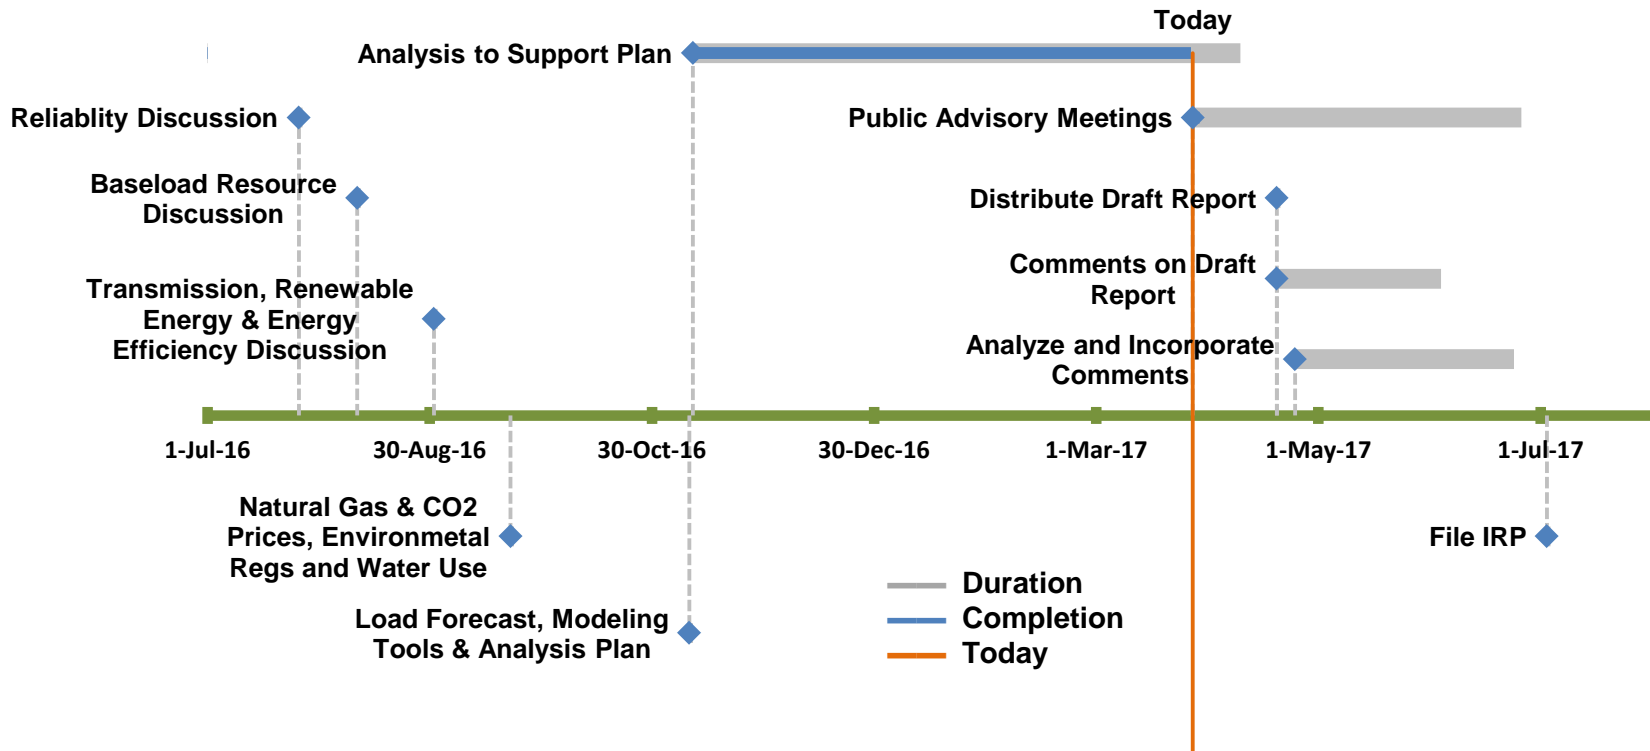 Today
Analysis to Support Plan
Reliablity Discussion
Public Advisory Meetings
Baseload Resource
Discussion
Distribute Draft Report
Comments on Draft
Report
Transmission, Renewable
Energy & Energy
Efficiency Discussion
Analyze and Incorporate
Comments
1-Jul-16
30-Aug-16
30-Oct-16
30-Dec-16
1-Mar-17
1-May-17
1-Jul-17
Natural Gas & CO2
Prices, Environmetal
Regs and Water Use
File IRP
Load Forecast, Modeling
Tools & Analysis Plan
Duration
Completion
Today